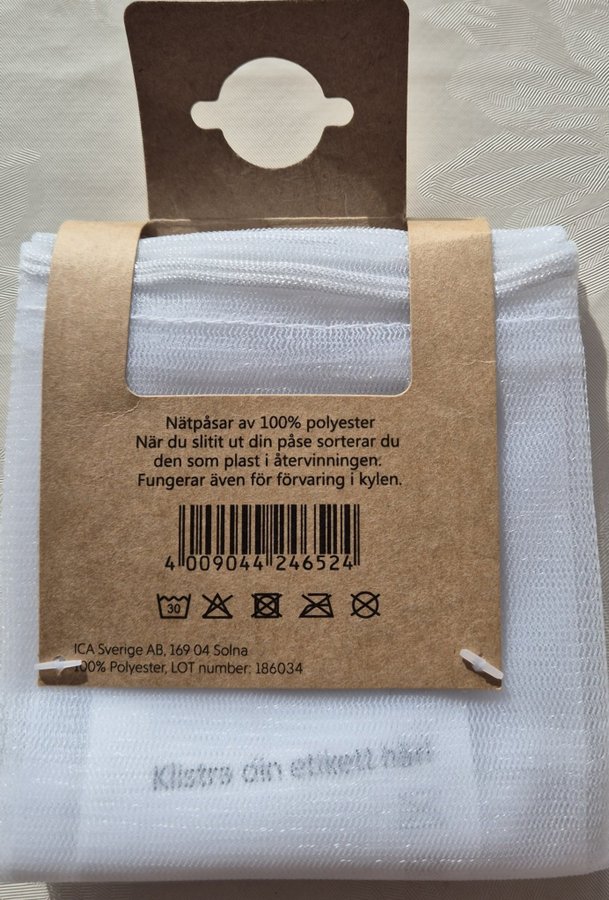 Nätpåsar av 100% polyester
När du slitit ut din påse sorterar du
den som plast i återvinningen.
Fungerar även för förvaring i kylen.
4 009044 246524
30
ICA Sverige AB, 169 04 Solna
100% Polyester, LOT number: 186034
Klistra din etikett här!